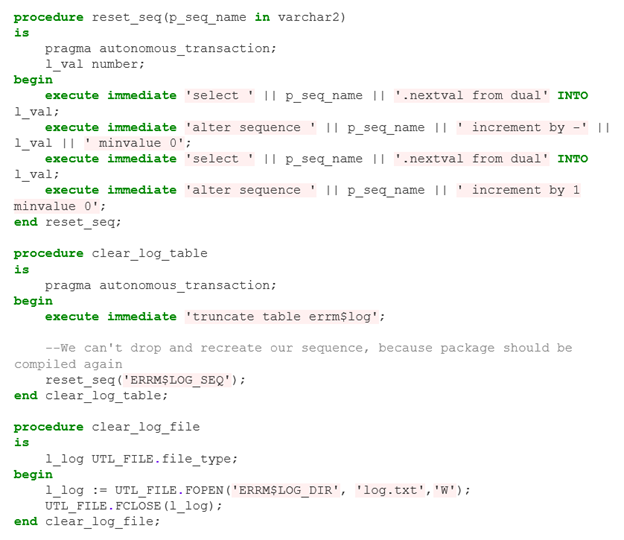 procedure reset_seq(p_seq_name in varchar2)
is
    pragma autonomous_transaction;
    l_val number;
begin
    execute immediate 'select ' || p_seq_name || '.nextval from dual' INTO
l_val;
    execute immediate 'alter sequence ' || p_seq_name || ' increment by -' ||
l_val || ' minvalue 0';
    execute immediate 'select ' || p_seq_name || '.nextval from dual' INTO
l_val;
    execute immediate 'alter sequence ' || p_seq_name || ' increment by 1
minvalue 0';
end reset_seq;

procedure clear_log_table
is
    pragma autonomous_transaction;
begin
    execute immediate 'truncate table errm$log';

    --We can't drop and recreate our sequence, because package should be
compiled again
    reset_seq('ERRM$LOG_SEQ');
end clear_log_table;

procedure clear_log_file
is
    l_log UTL_FILE.file_type;
begin
    l_log := UTL_FILE.FOPEN('ERRM$LOG_DIR', 'log.txt','W');
    UTL_FILE.FCLOSE(l_log);
end clear_log_file;